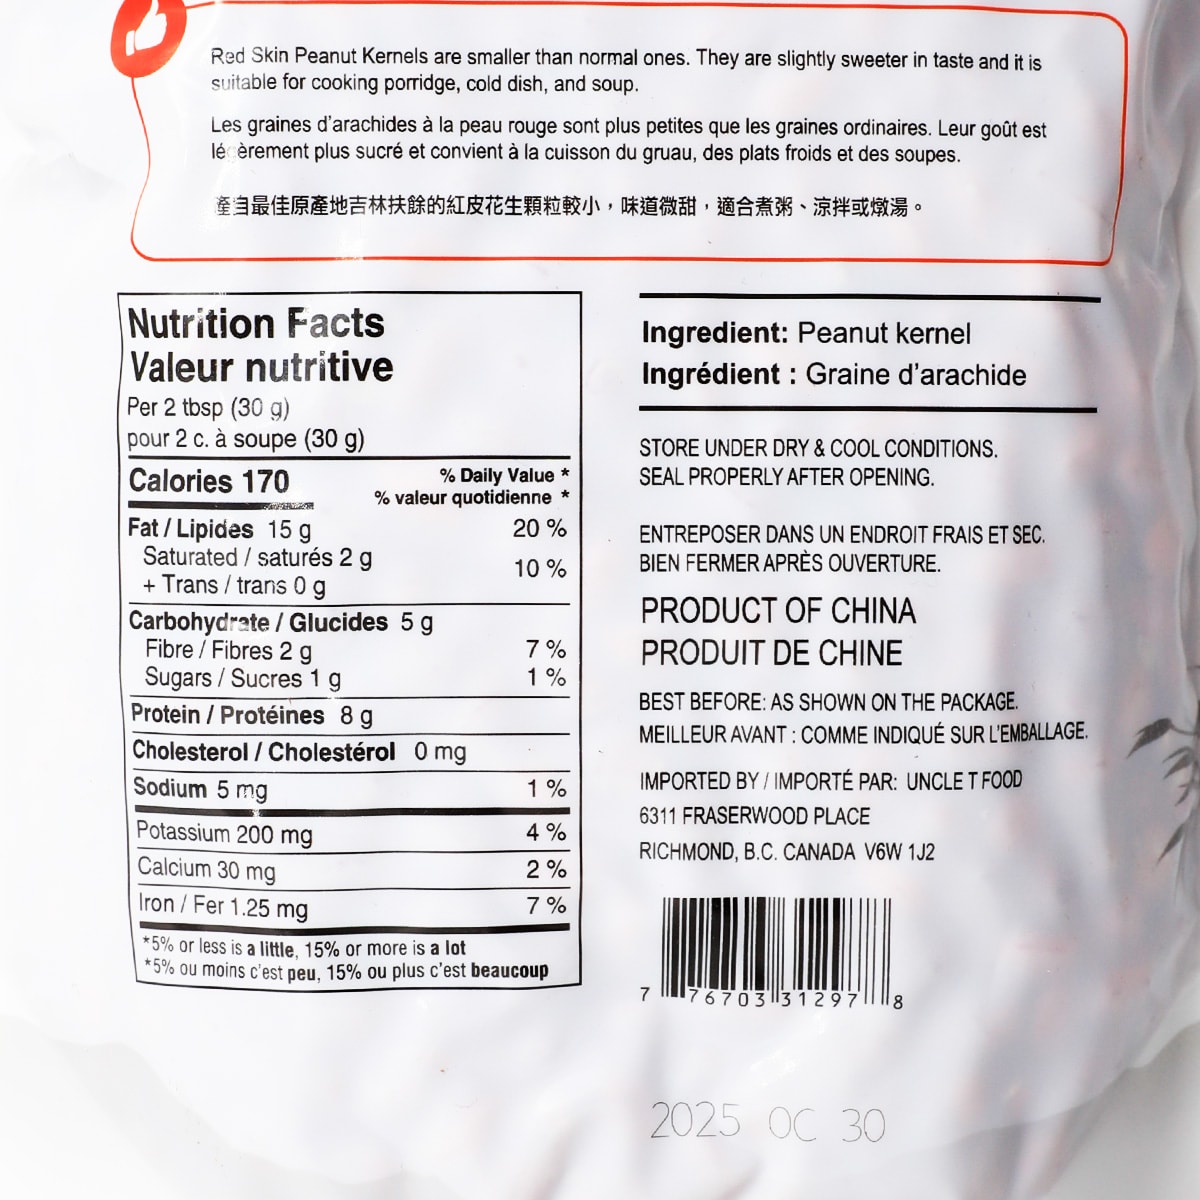 Red Skin Peanut Kernels are smaller than normal ones. They are slightly sweeter in taste and it is
suitable for cooking porridge, cold dish, and soup.
Les graines d'arachides à la peau rouge sont plus petites que les graines ordinaires. Leur goût est
légèrement plus sucré et convient à la cuisson du gruau, des plats froids et des soupes.
產自最佳原產地吉林扶餘的紅皮花生顆粒較小，味道微甜，適合煮粥、涼拌或燉湯。
Nutrition Facts
Valeur nutritive
Per 2 tbsp (30 g)
pour 2 c. à soupe (30 g)
Calories 170
% Daily Value *
% valeur quotidienne *
Fat / Lipides 15 g 20 %
Saturated / saturés 2 g
+ Trans / trans 0 g 10 %
Carbohydrate / Glucides 5 g
Fibre / Fibres 2 g 7 %
Sugars / Sucres 1 g 1 %
Protein / Protéines 8 g
Cholesterol / Cholestérol 0 mg
Sodium 5 mg 1 %
Potassium 200 mg 4 %
Calcium 30 mg 2 %
Iron / Fer 1.25 mg 7 %
*5% or less is a little, 15% or more is a lot
*5% ou moins c'est peu, 15% ou plus c'est beaucoup
Ingredient: Peanut kernel
Ingrédient : Graine d'arachide
STORE UNDER DRY & COOL CONDITIONS.
SEAL PROPERLY AFTER OPENING.
ENTREPOSER DANS UN ENDROIT FRAIS ET SEC.
BIEN FERMER APRÈS OUVERTURE.
PRODUCT OF CHINA
PRODUIT DE CHINE
BEST BEFORE: AS SHOWN ON THE PACKAGE.
MEILLEUR AVANT : COMME INDIQUÉ SUR L'EMBALLAGE.
IMPORTED BY / IMPORTÉ PAR: UNCLE T FOOD
6311 FRASERWOOD PLACE
RICHMOND, B.C. CANADA V6W 1J2
7 76703 31297 8
2025 OC 30